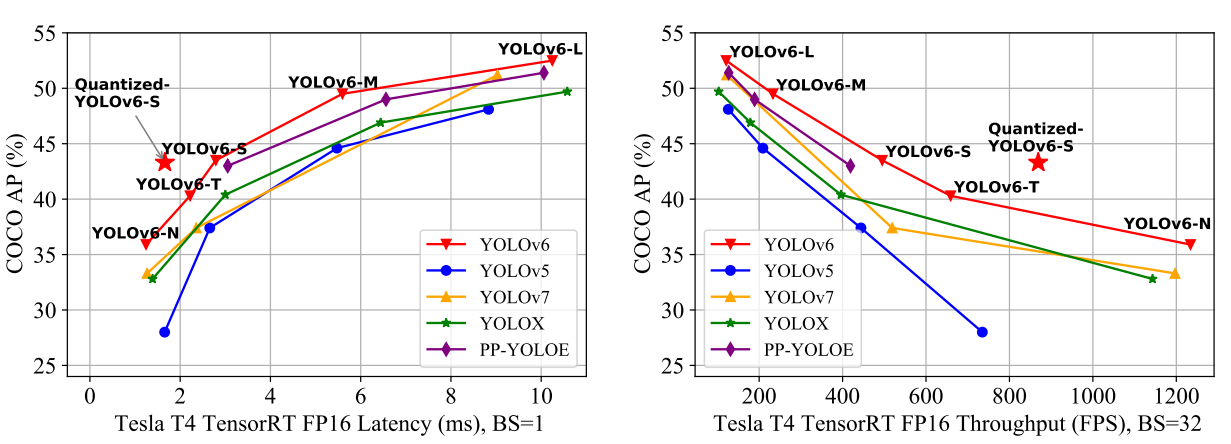 55
50
45
40
35
30
25
COCO AP (%)
YOLOv6-L
YOLOv6-M
Quantized-
YOLOv6-S
YOLOv6-S
YOLOv6-T
YOLOv6-N
YOLOv6
YOLOv5
YOLOv7
YOLOX
PP-YOLOE
0 2 4 6 8 10
Tesla T4 TensorRT FP16 Latency (ms), BS=1
55
50
45
40
35
30
25
COCO AP (%)
YOLOv6-L
YOLOv6-M
Quantized-
YOLOv6-S
YOLOv6-S
YOLOv6-T
YOLOv6-N
YOLOv6
YOLOv5
YOLOv7
YOLOX
PP-YOLOE
200 400 600 800 1000 1200
Tesla T4 TensorRT FP16 Throughput (FPS), BS=32